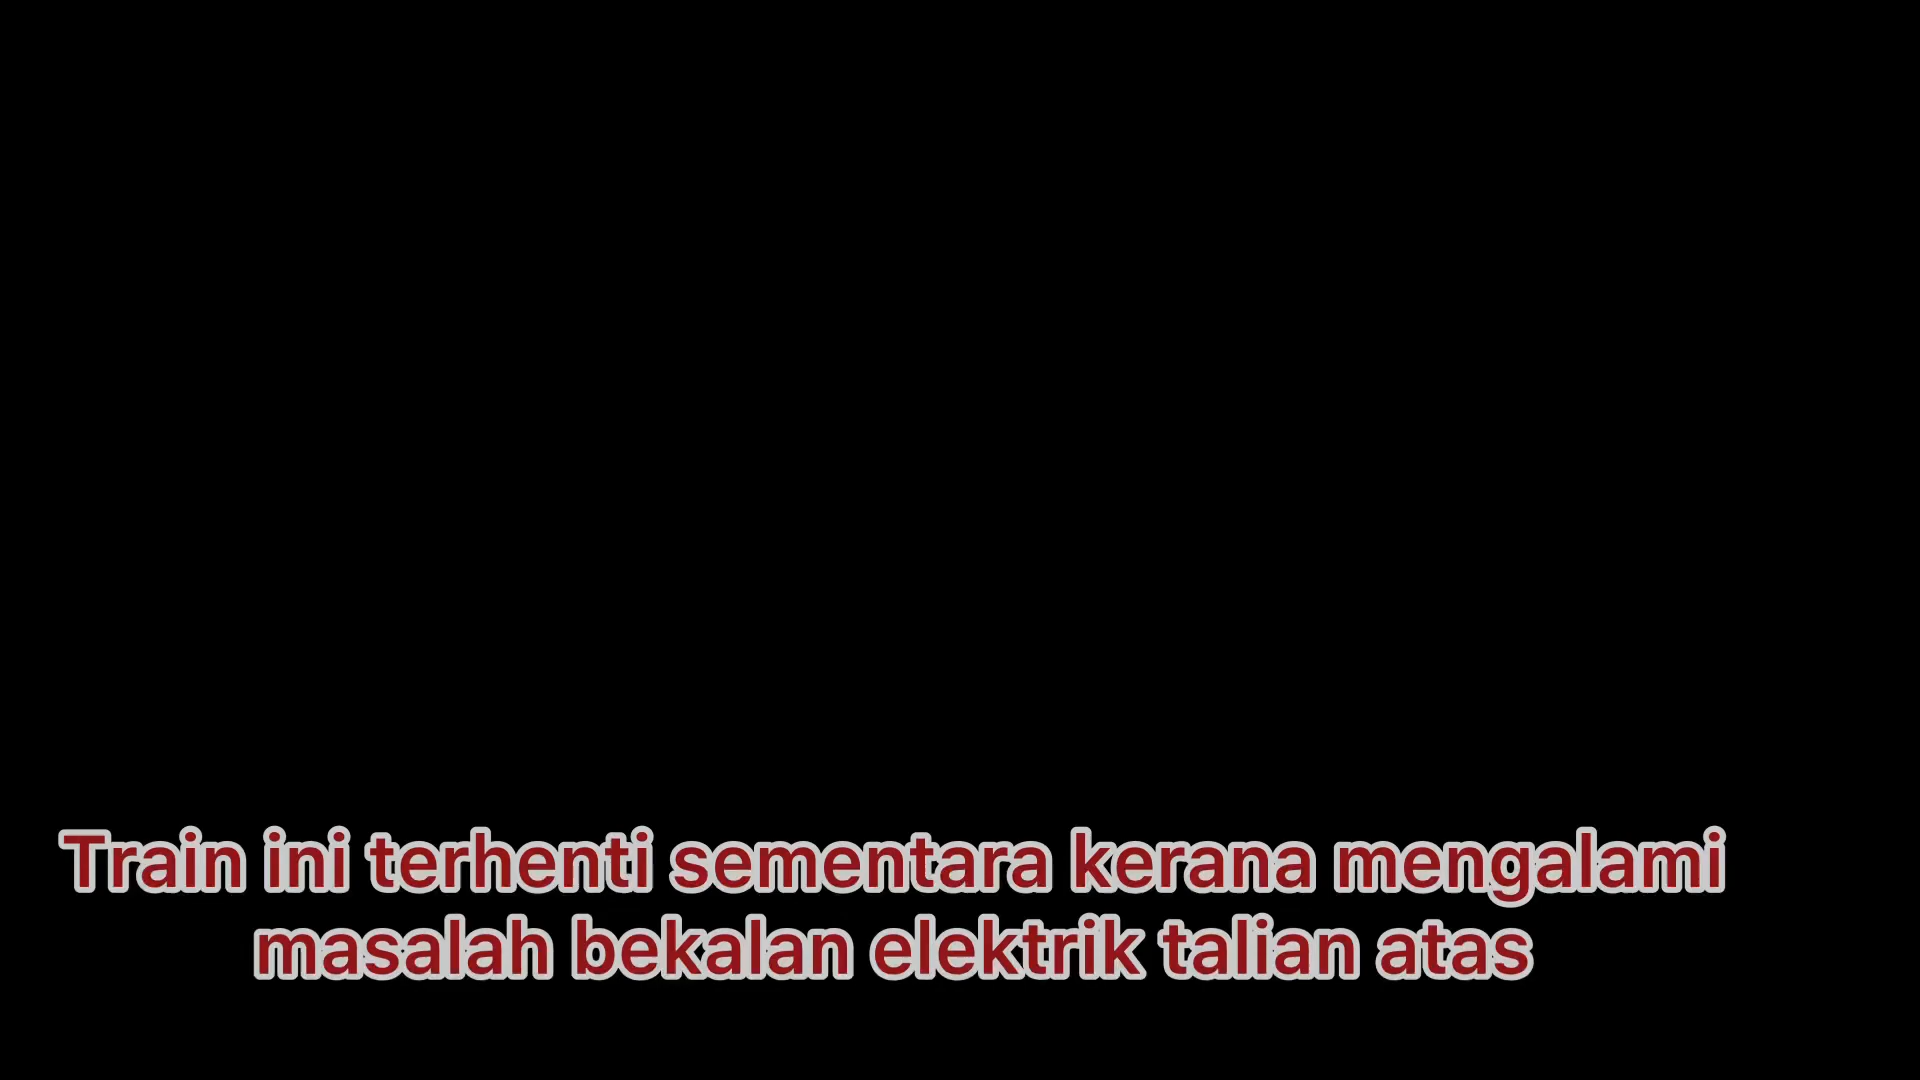 Train ini terhenti sementara kerana mengalami
masalah bekalan elektrik talian atas